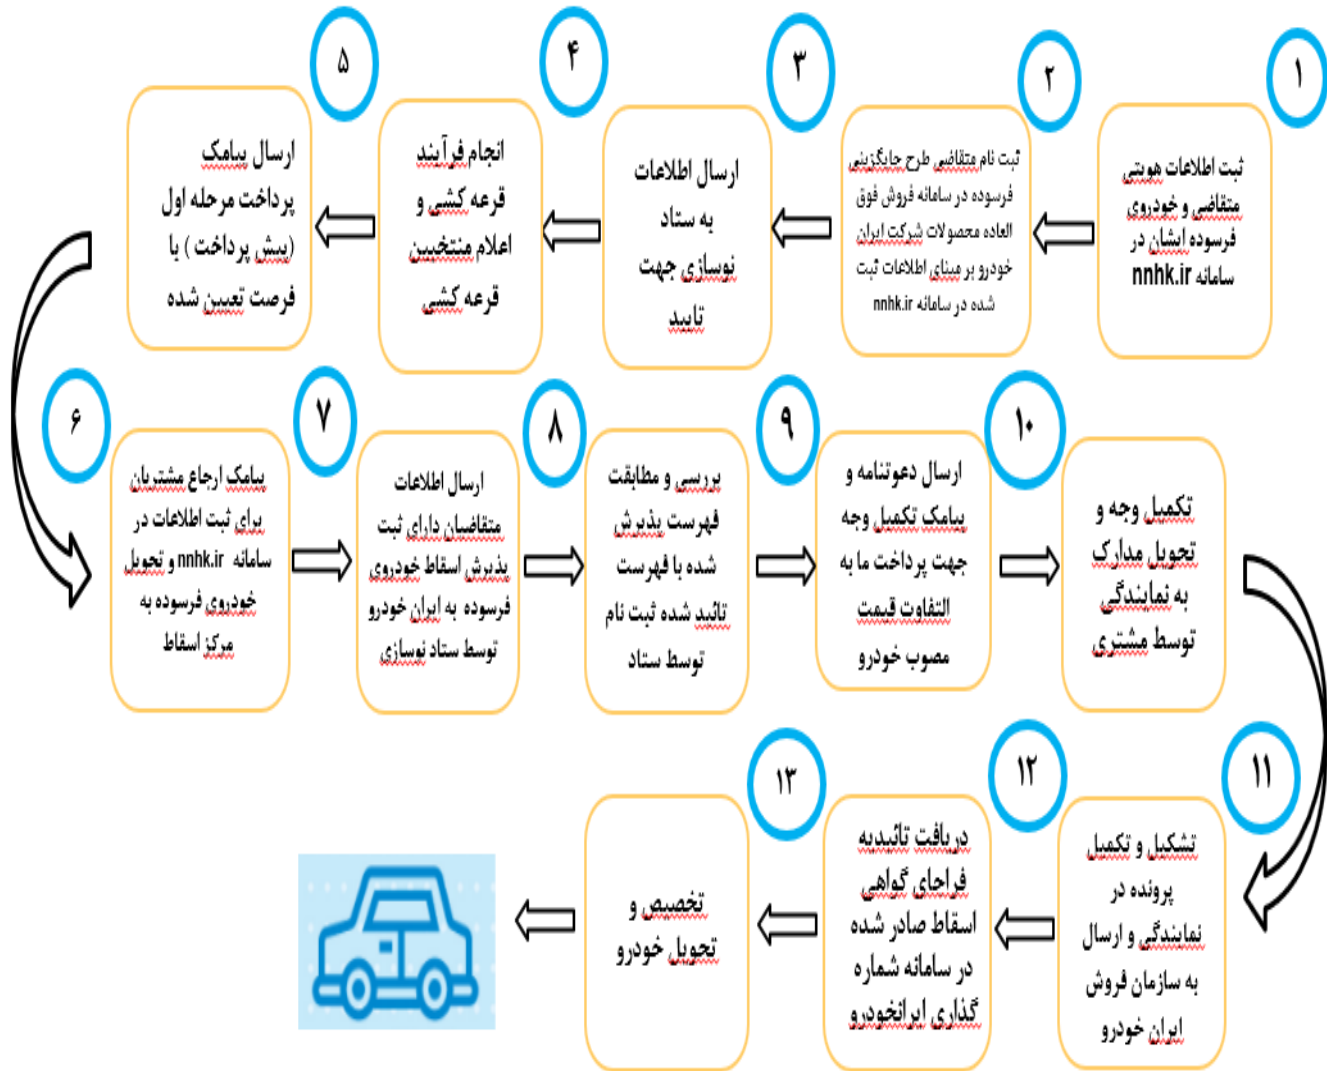 ۱
ثبت اطلاعات هویتی
متقاضی و خودروی
فرسوده ایشان در
سامانه nnhk.ir
۲
ثبت نام متقاضی طرح جایگزینی
فرسوده در سامانه فروش فوق
العاده محصولات شرکت ایران
خودرو بر مبنای اطلاعات ثبت
شده در سامانه nnhk.ir
۳
ارسال اطلاعات
به ستاد
نوسازی جهت
تایید
۴
انجام فرآیند
قرعه کشی و
اعلام منتخبین
قرعه کشی
۵
ارسال پیامک
پرداخت مرحله اول
(پیش پرداخت ) با
فرصت تعیین شده
۶
پیامک ارجاع مشتریان
برای ثبت اطلاعات در
سامانه nnhk.ir و تحویل
خودروی فرسوده به
مرکز اسقاط
۷
ارسال اطلاعات
متقاضیان دارای ثبت
پذیرش اسقاط خودروی
فرسوده به ایران خودرو
توسط ستاد نوسازی
۸
بررسی و مطابقت
فهرست پذیرش
شده با فهرست
تائید شده ثبت نام
توسط ستاد
۹
ارسال دعوتنامه و
پیامک تکمیل وجه
جهت پرداخت ما به
التفاوت قیمت
مصوب خودرو
۱۰
تکمیل وجه و
تحویل مدارک
به نمایندگی
توسط مشتری
۱۱
تشکیل و تکمیل
پرونده در
نمایندگی و ارسال
به سازمان فروش
ایران خودرو
۱۲
دریافت تائیدیه
فراجای گواهی
اسقاط صادر شده
در سامانه شماره
گذاری ایرانخودرو
۱۳
تخصیص و
تحویل خودرو